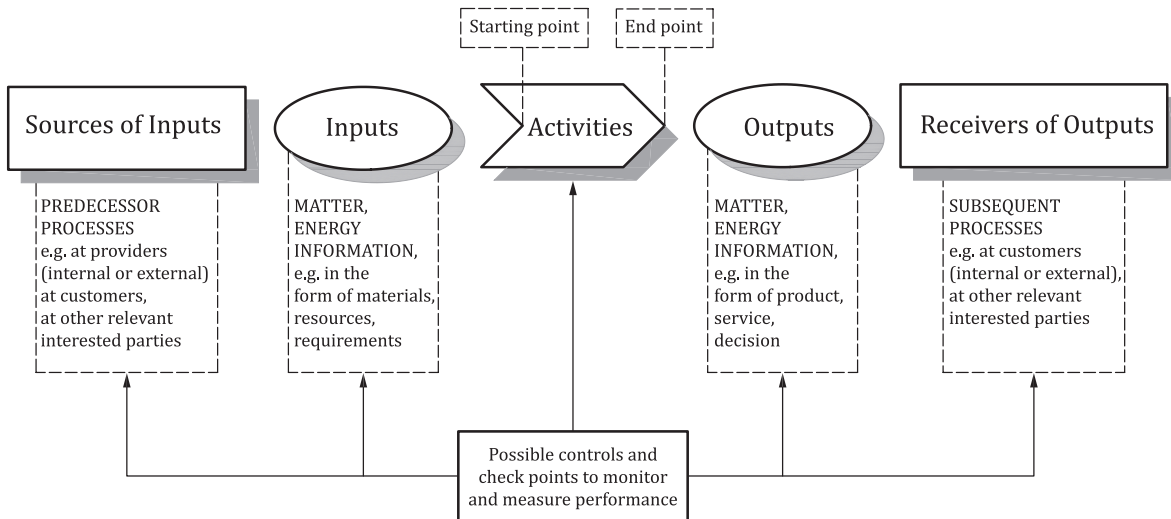 Starting point
End point
Sources of Inputs
Inputs
Activities
Outputs
Receivers of Outputs
PREDECESSOR
PROCESSES
e.g. at providers
(internal or external)
at customers,
at other relevant
interested parties
MATTER,
ENERGY
INFORMATION,
e.g. in the
form of materials,
resources,
requirements
MATTER,
ENERGY
INFORMATION,
e.g. in the
form of product,
service,
decision
SUBSEQUENT
PROCESSES
e.g. at customers
(internal or external),
at other relevant
interested parties
Possible controls and
check points to monitor
and measure performance